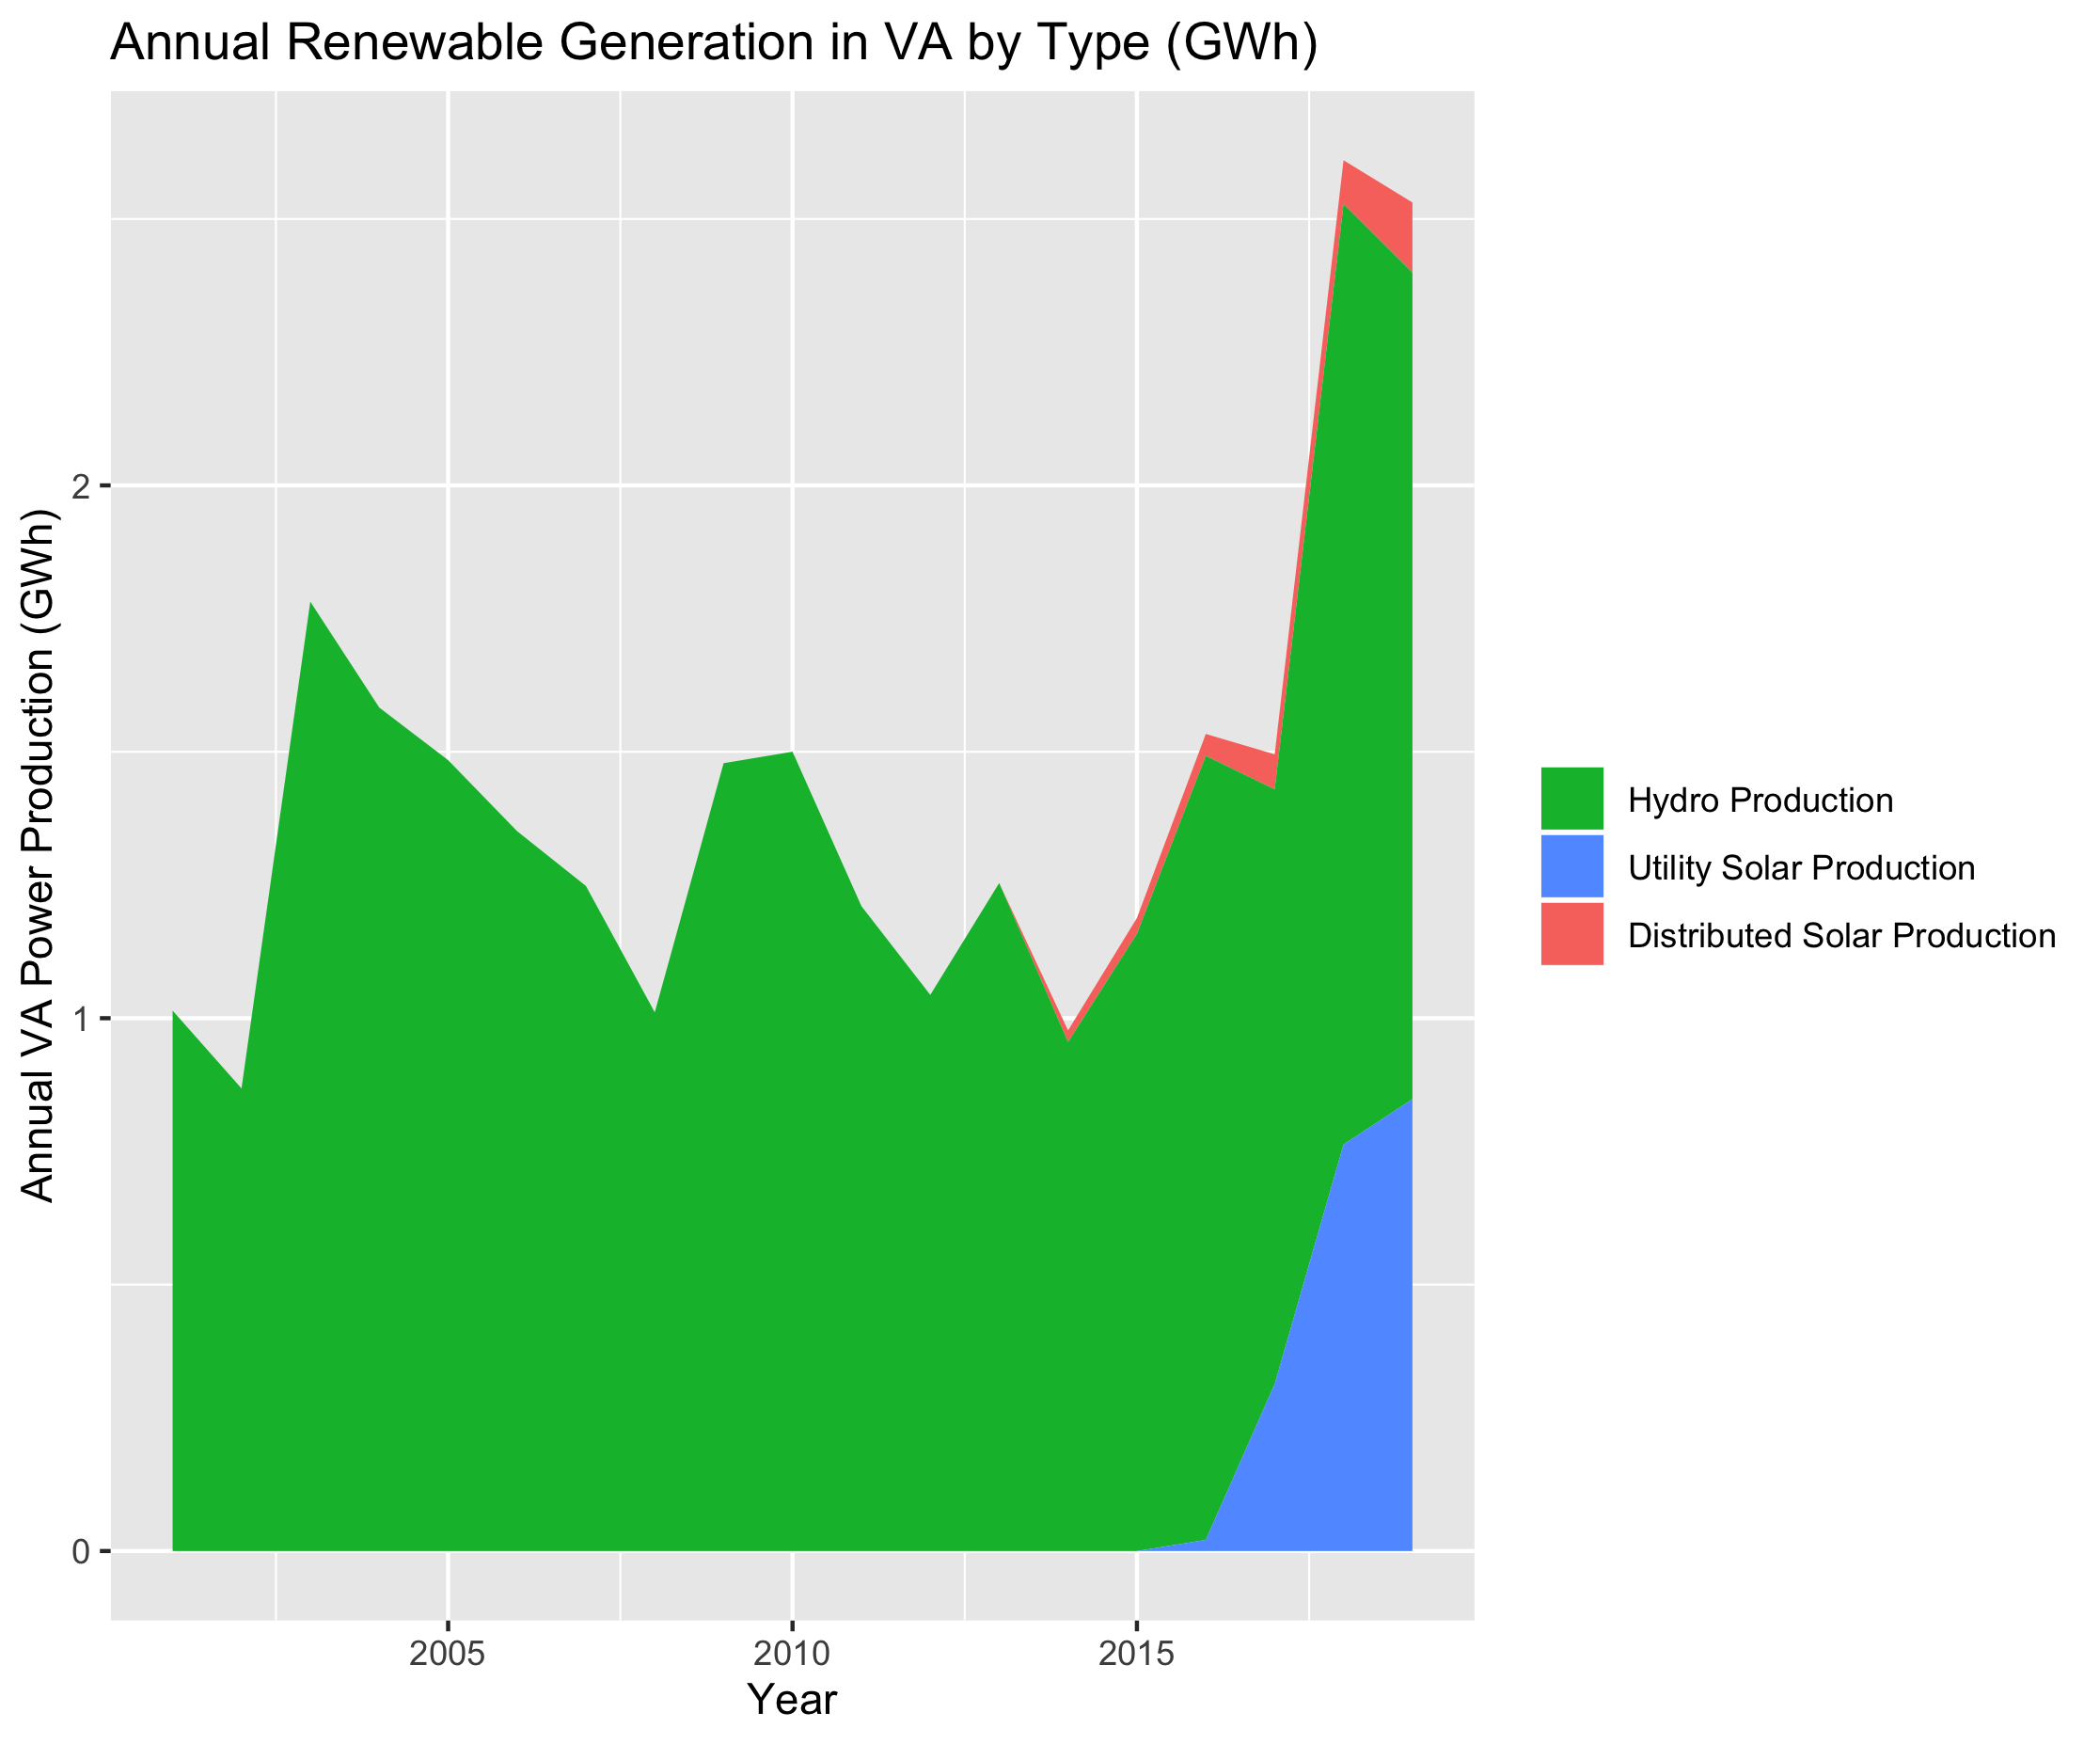 Annual Renewable Generation in VA by Type (GWh)
Annual VA Power Production (GWh)
2
1
0
2005
2010
2015
Year
Hydro Production
Utility Solar Production
Distributed Solar Production